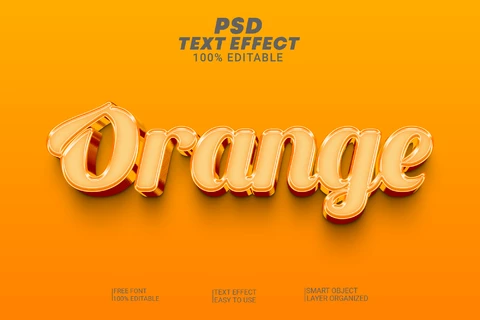 PSD
TEXT EFFECT
100% EDITABLE
Orange
FREE FONT
100% EDITABLE
TEXT EFFECT
EASY TO USE
SMART OBJECT
LAYER ORGANIZED